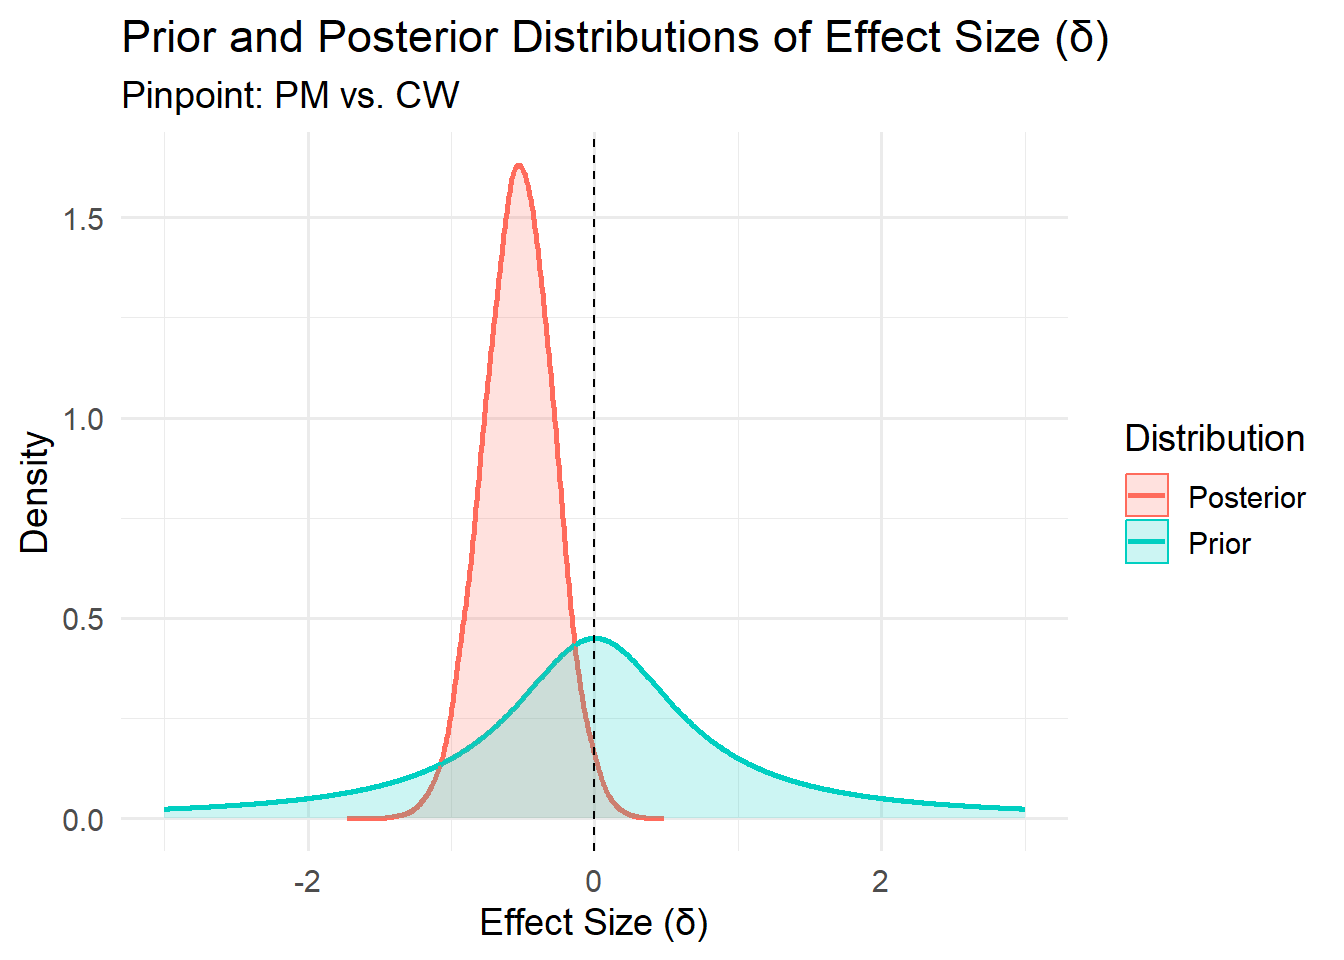 Prior and Posterior Distributions of Effect Size (δ)
Pinpoint: PM vs. CW
1.5
1.0
0.5
0.0
Density
-2
0
2
Effect Size (δ)
Distribution
Posterior
Prior